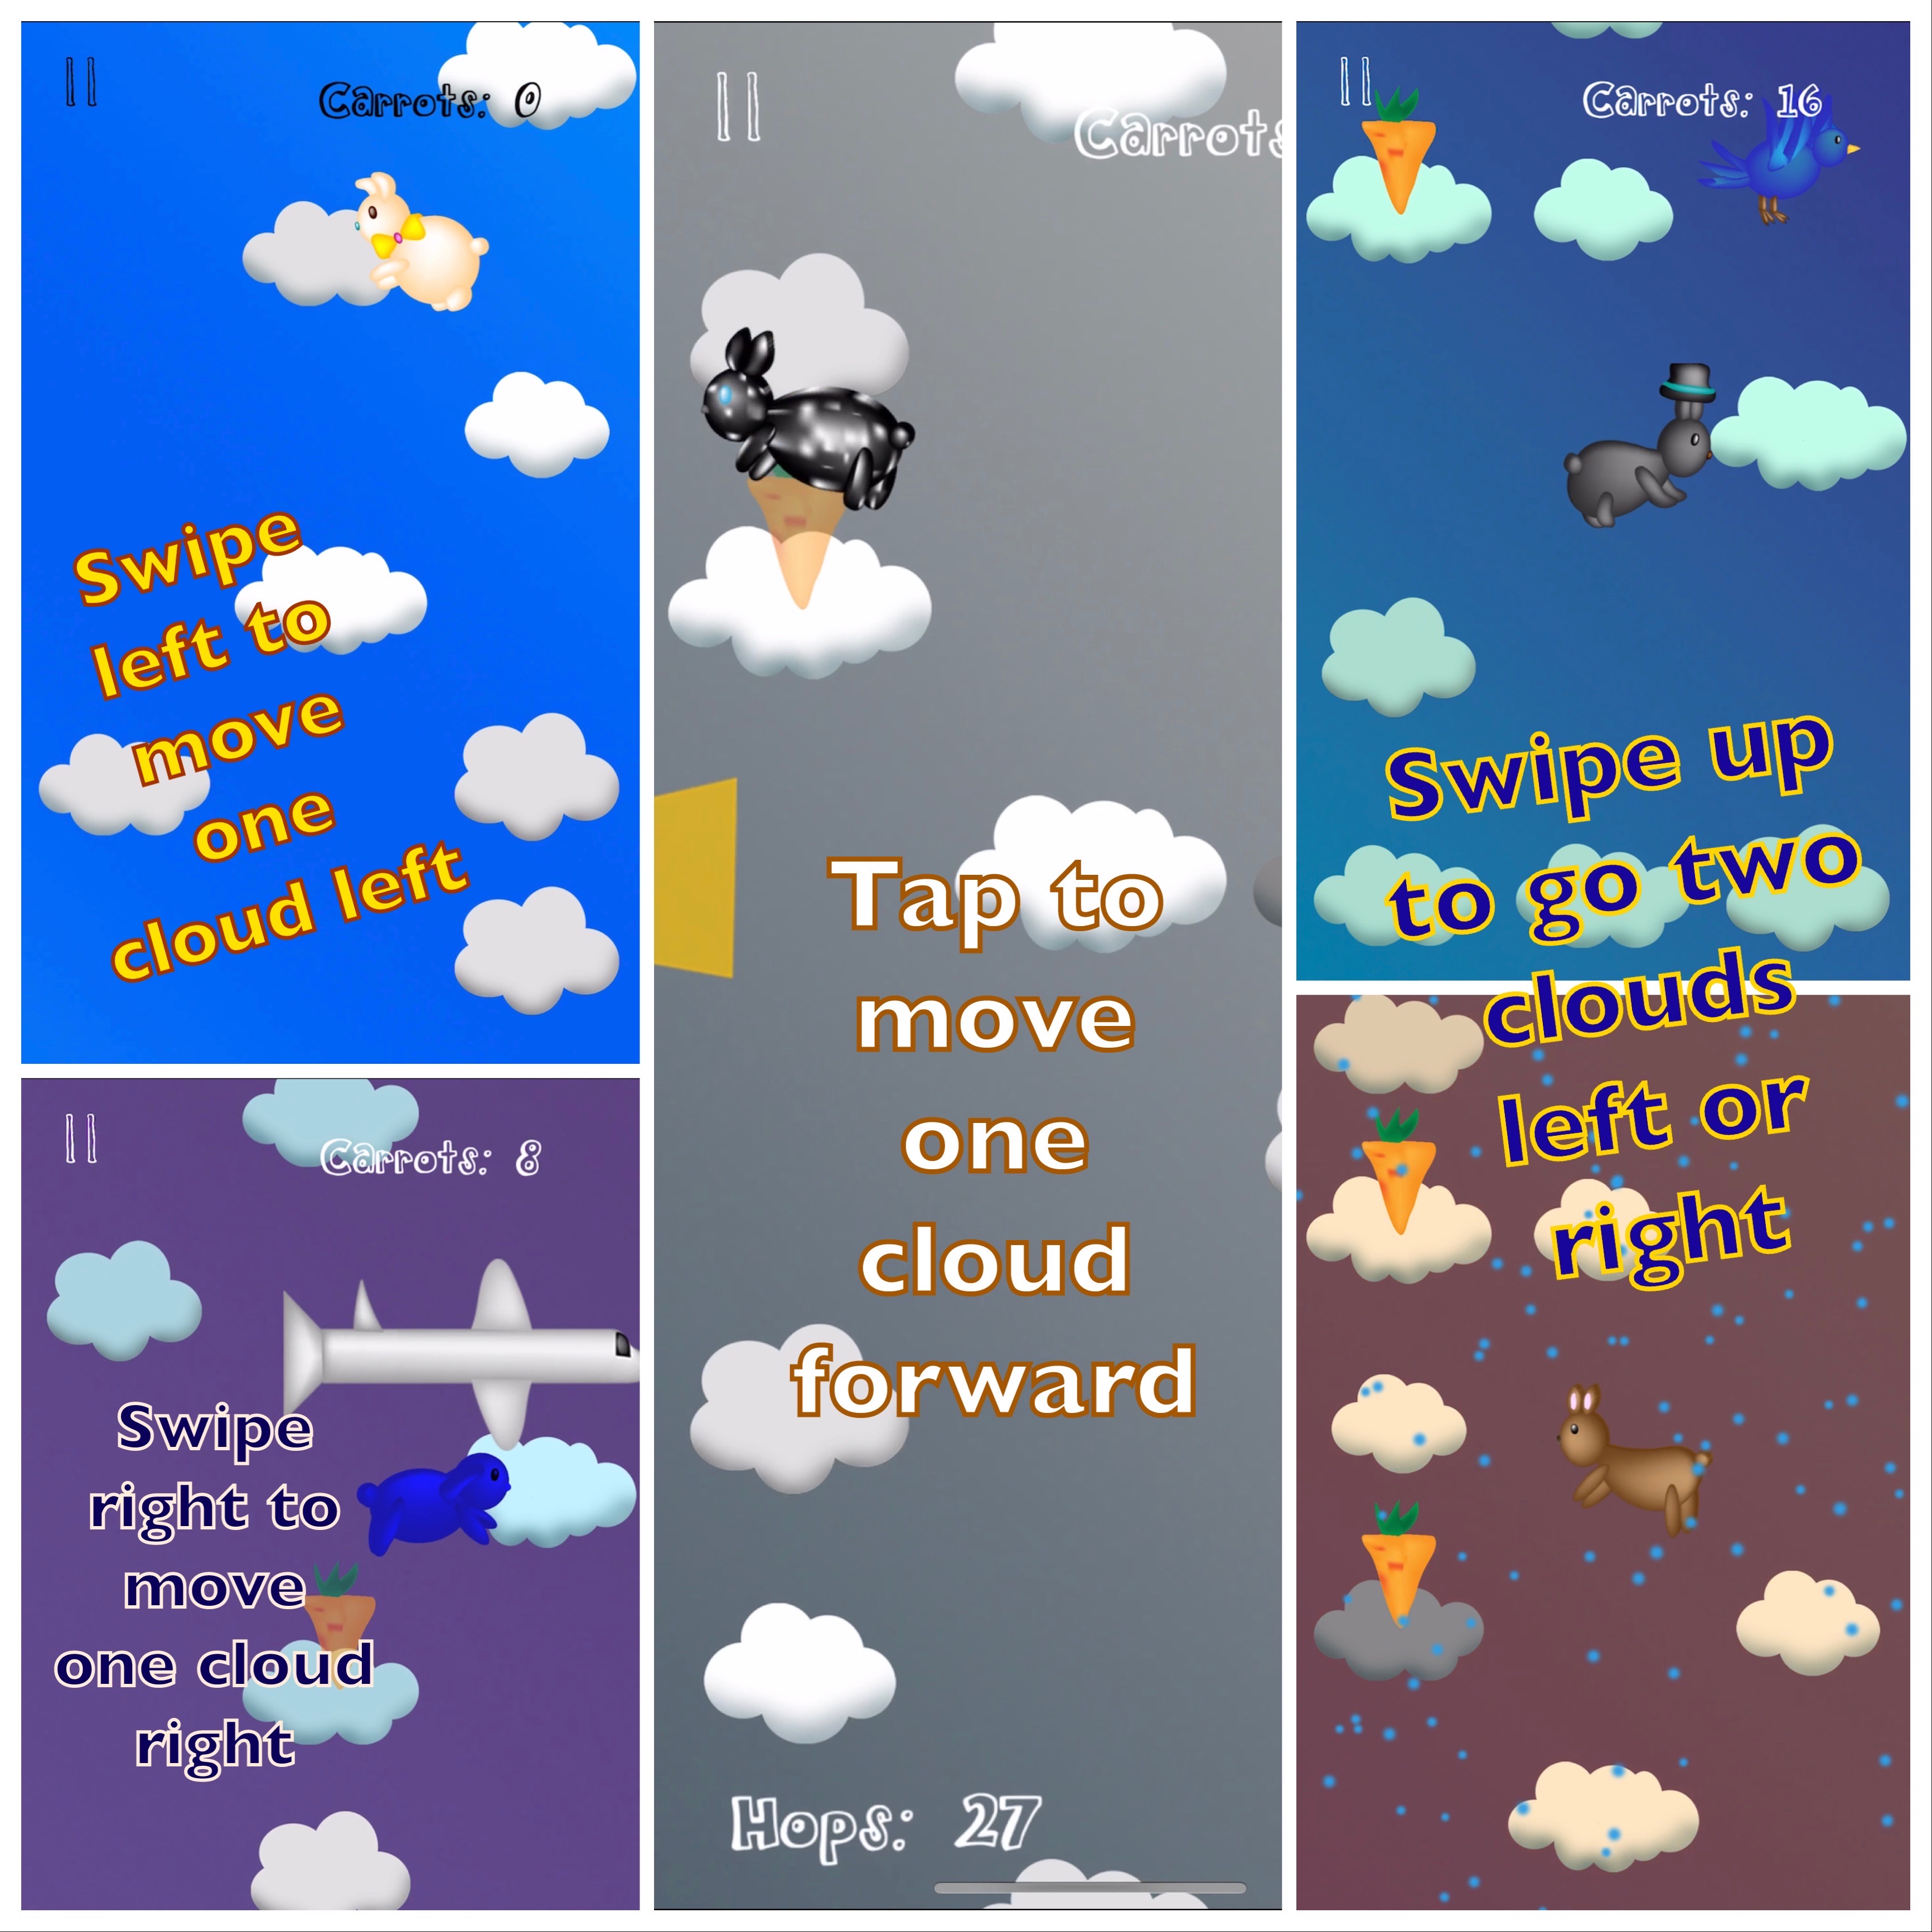 Carrots: 0
Swipe
left to
move
one
cloud left
Carrots: 8
Swipe
right to
move
one cloud
right
Carrots
Tap to
move
one
cloud
forward
Hops: 27
Carrots: 16
Swipe up
to go two
clouds
left or
right